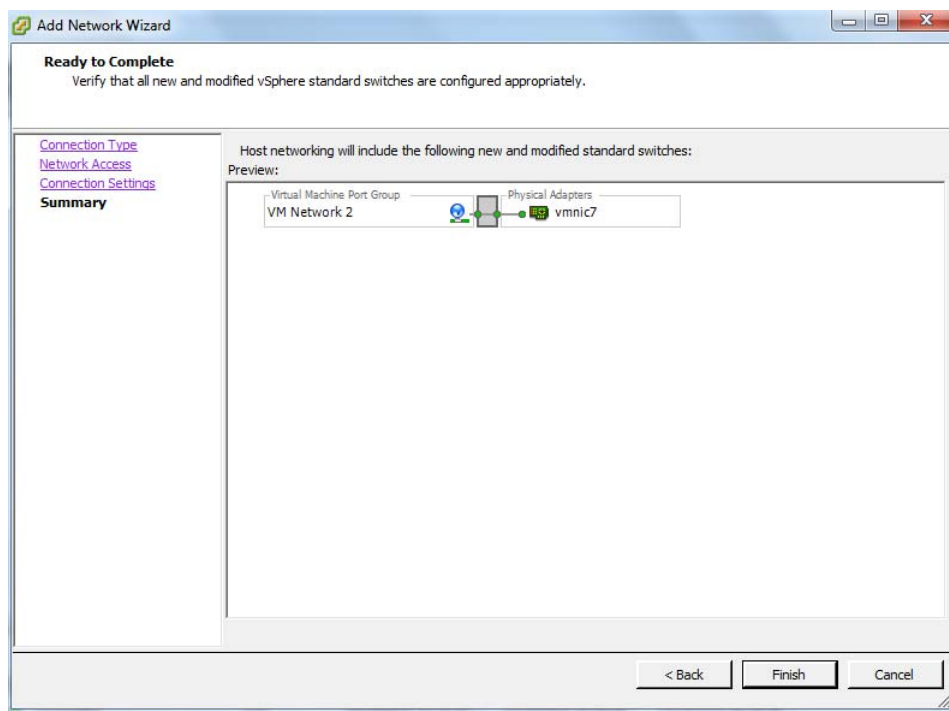 Add Network Wizard
Ready to Complete
Verify that all new and modified vSphere standard switches are configured appropriately.
Connection Type
Network Access
Connection Settings
Summary
Host networking will include the following new and modified standard switches:
Preview:
Virtual Machine Port Group
Physical Adapters
VM Network 2
vmnic7
< Back
Finish
Cancel